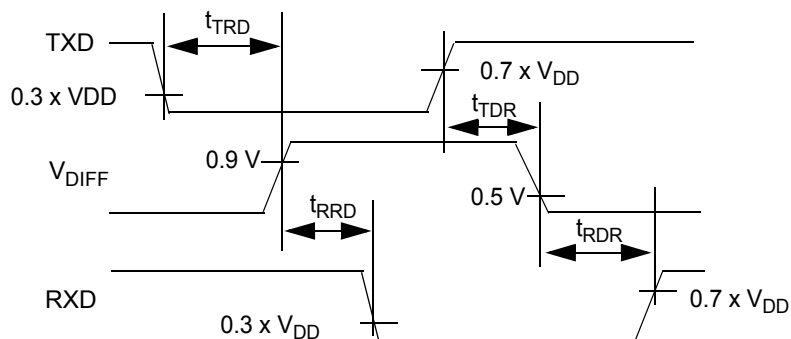 TXD
tTRD
0.3 x VDD
0.7 x VDD
tTDR
VDIFF
0.9 V
0.5 V
tRRD
tRDR
RXD
0.3 x VDD
0.7 x VDD